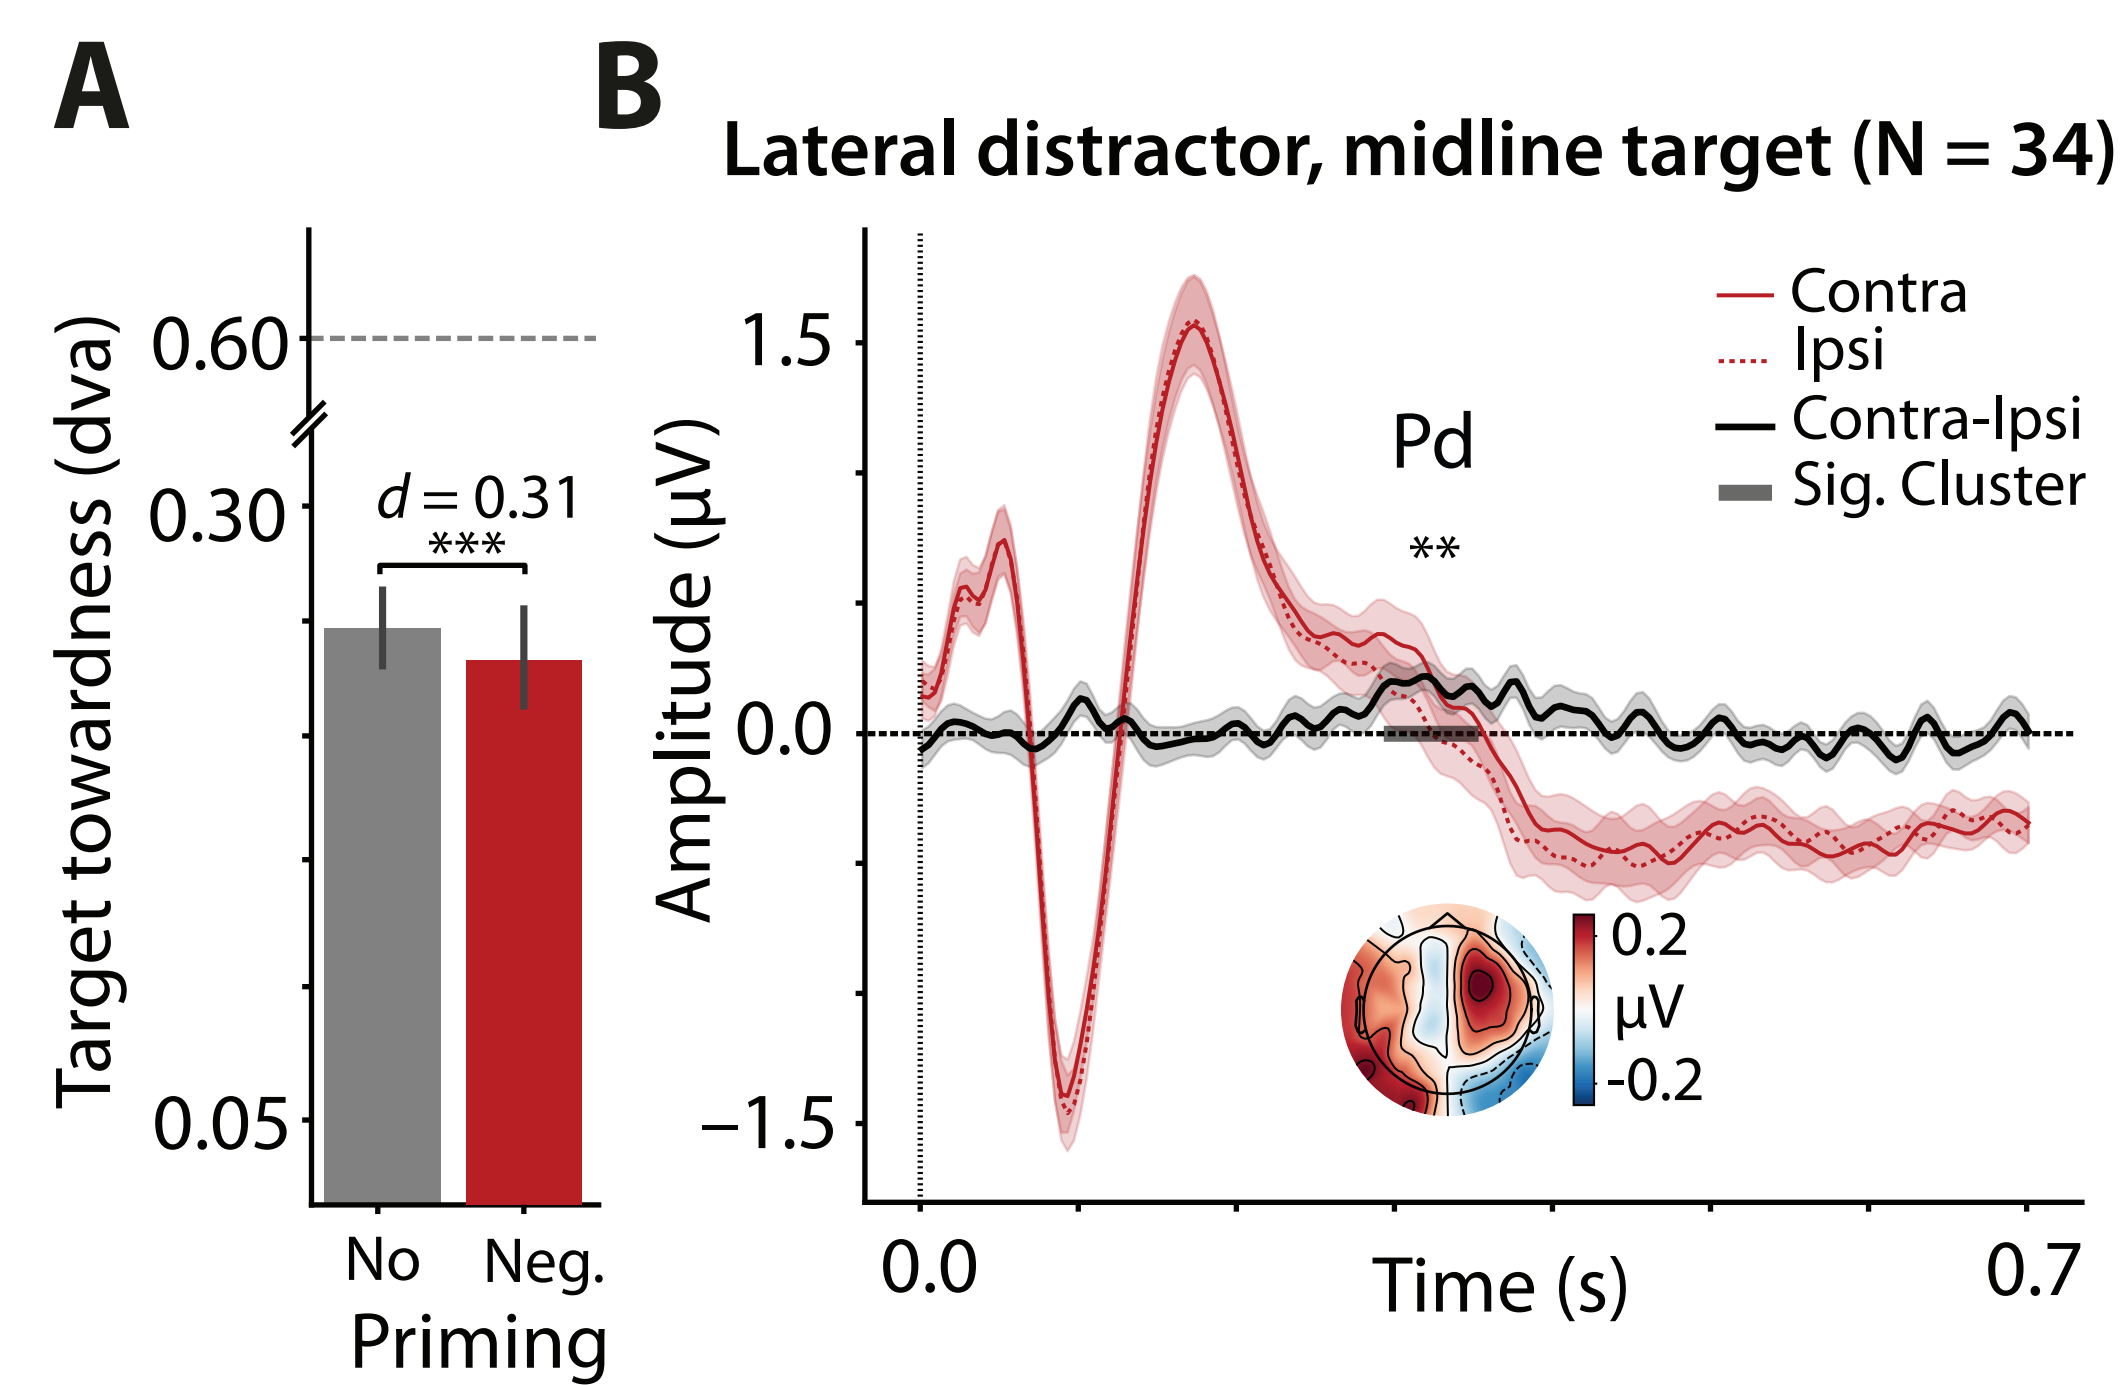 A
Target towardness (dva)
0.60
0.30
0.05
d = 0.31
***
No
Neg.
Priming
B
Lateral distractor, midline target (N = 34)
Amplitude (μV)
1.5
0.0
−1.5
Contra
Ipsi
Contra-Ipsi
Sig. Cluster
Pd
**
0.2
μV
-0.2
0.0
Time (s)
0.7